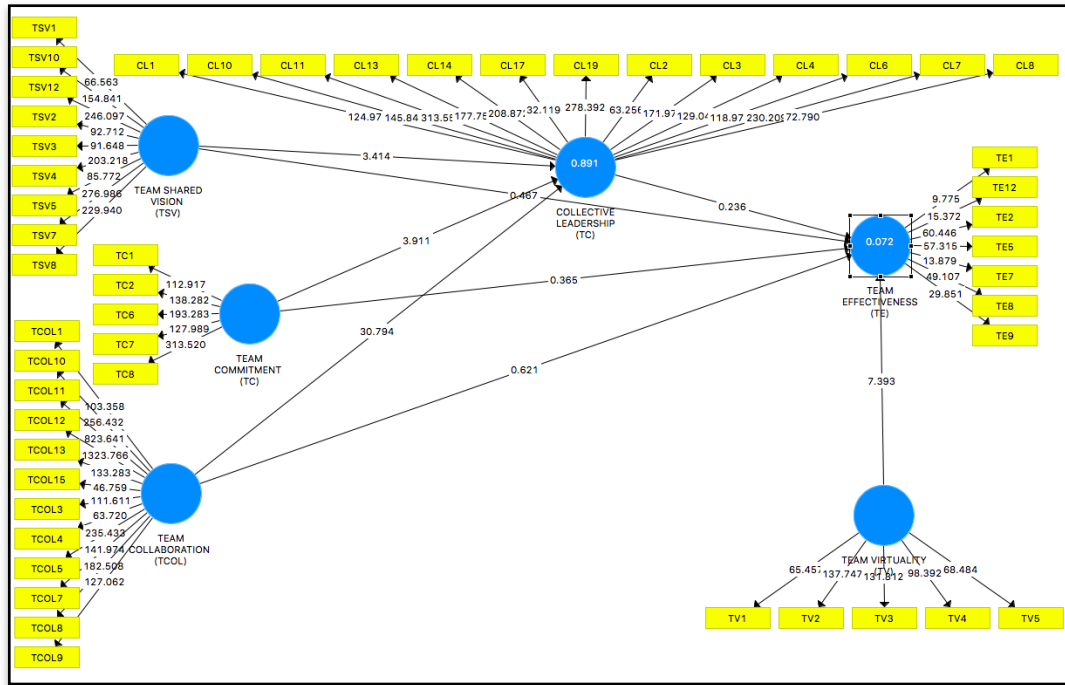 TSV1
TSV10
TSV12
TSV2
TSV3
TSV4
TSV5
TSV7
TSV8
66.563
154.841
246.097
92.712
91.648
203.218
85.772
276.986
229.940
TEAM SHARED
VISION
(TSV)
CL1
CL10
CL11
CL13
CL14
CL17
CL19
CL2
CL3
CL4
CL6
CL7
CL8
124.97
145.84
313.55
177.75
208.872
32.119
278.392
63.256
171.97
129.04
118.97
230.209
72.790
3.414
0.891
COLLECTIVE
LEADERSHIP
(TC)
0.467
0.236
3.911
0.365
30.794
0.621
7.393
TC1
TC2
TC6
TC7
TC8
112.917
138.282
193.283
127.989
313.520
TEAM
COMMITMENT
(TC)
TE1
TE12
TE2
TE5
TE7
TE8
TE9
9.775
15.372
60.446
57.315
13.879
49.107
29.851
0.072
TEAM
EFFECTIVENESS
(TE)
TCOL1
TCOL10
TCOL11
TCOL12
TCOL13
TCOL15
TCOL3
TCOL4
TCOL5
TCOL7
TCOL8
TCOL9
103.358
256.432
823.641
1323.766
133.283
46.759
111.611
63.720
235.433
141.974
182.508
127.062
TEAM
COLLABORATION
(TCOL)
TEAM VIRTUALITY
(TV)
65.457
137.747
131.812
98.392
68.484
TV1
TV2
TV3
TV4
TV5